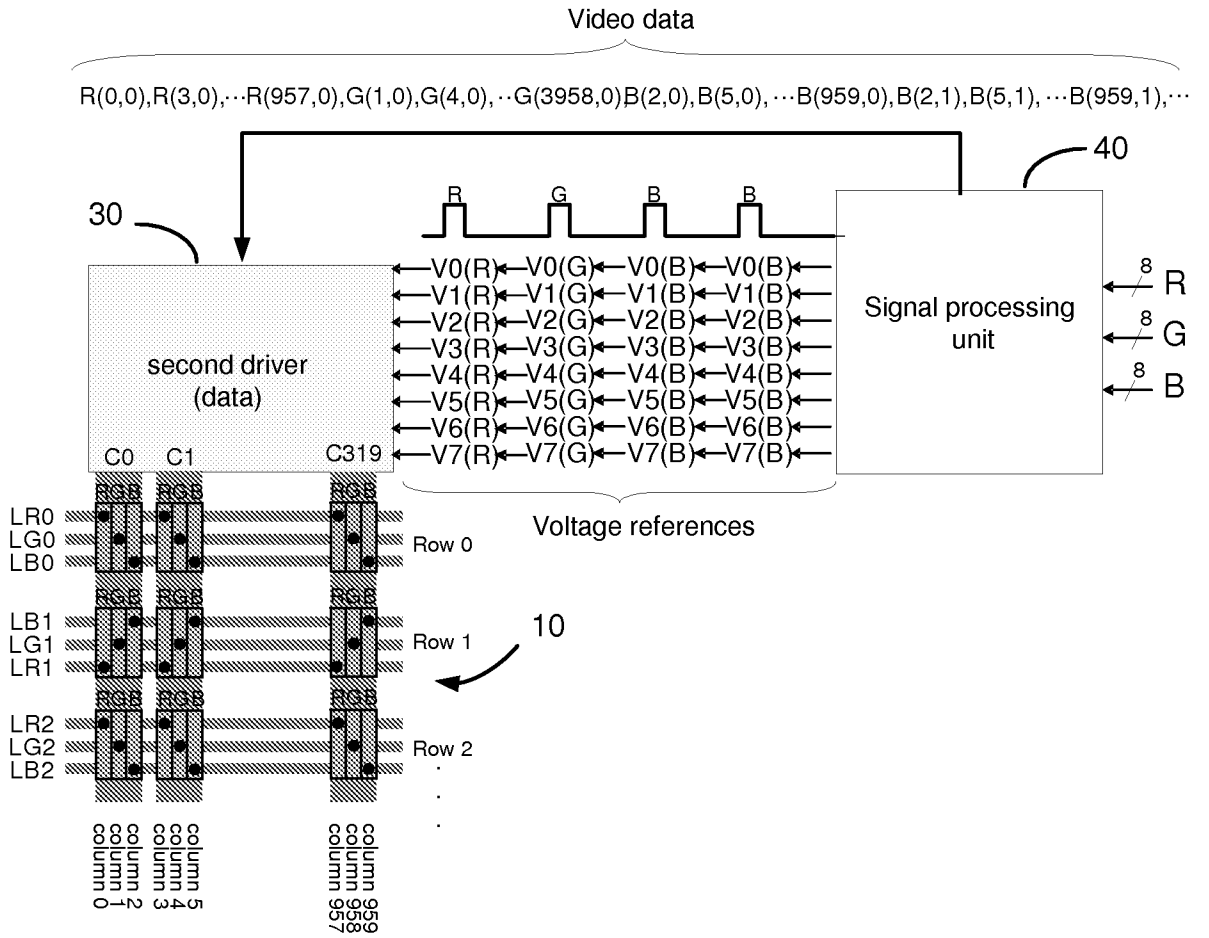 Video data
R(0,0),R(3,0),···R(957,0),G(1,0),G(4,0),··G(3958,0),B(2,0),B(5,0), ···B(959,0),B(2,1),B(5,1), ···B(959,1),···
40
R G B B
30
V0(R) V0(G) V0(B) V0(B)
V1(R) V1(G) V1(B) V1(B)
V2(R) V2(G) V2(B) V2(B)
V3(R) V3(G) V3(B) V3(B)
V4(R) V4(G) V4(B) V4(B)
V5(R) V5(G) V5(B) V5(B)
V6(R) V6(G) V6(B) V6(B)
V7(R) V7(G) V7(B) V7(B)
Signal processing
unit
8 R
8 G
8 B
second driver
(data)
C0 C1 C319
Voltage references
RGB RGB RGB
LR0
LG0
LB0
Row 0
RGB RGB RGB
LB1
LG1
LR1
Row 1
10
RGB RGB RGB
LR2
LG2
LB2
Row 2
column 0
column 1
column 2
column 3
column 4
column 5
column 957
column 958
column 959